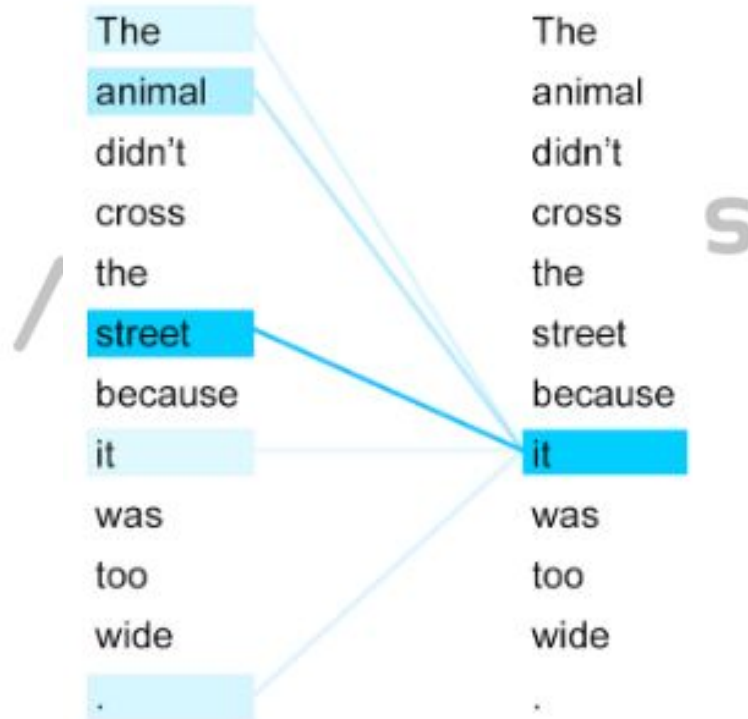 The
animal
didn't
cross
the
street
because
it
was
too
wide
.
The
animal
didn't
cross
the
street
because
it
was
too
wide
.
/
s